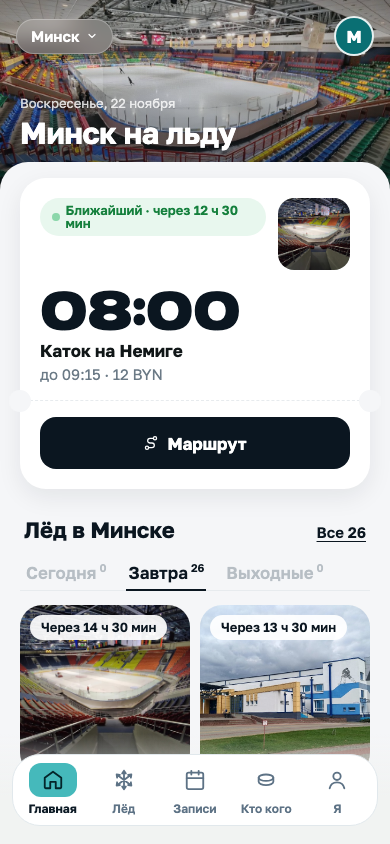 Минск
М
Воскресенье, 22 ноября
Минск на льду
Ближайший · через 12 ч 30
мин
08:00
Каток на Немиге
до 09:15 · 12 BYN
Маршрут
Лёд в Минске
Все 26
Сегодня 0 Завтра 26 Выходные 0
Через 14 ч 30 мин
Через 13 ч 30 мин
Главная Лёд Записи Кто кого Я